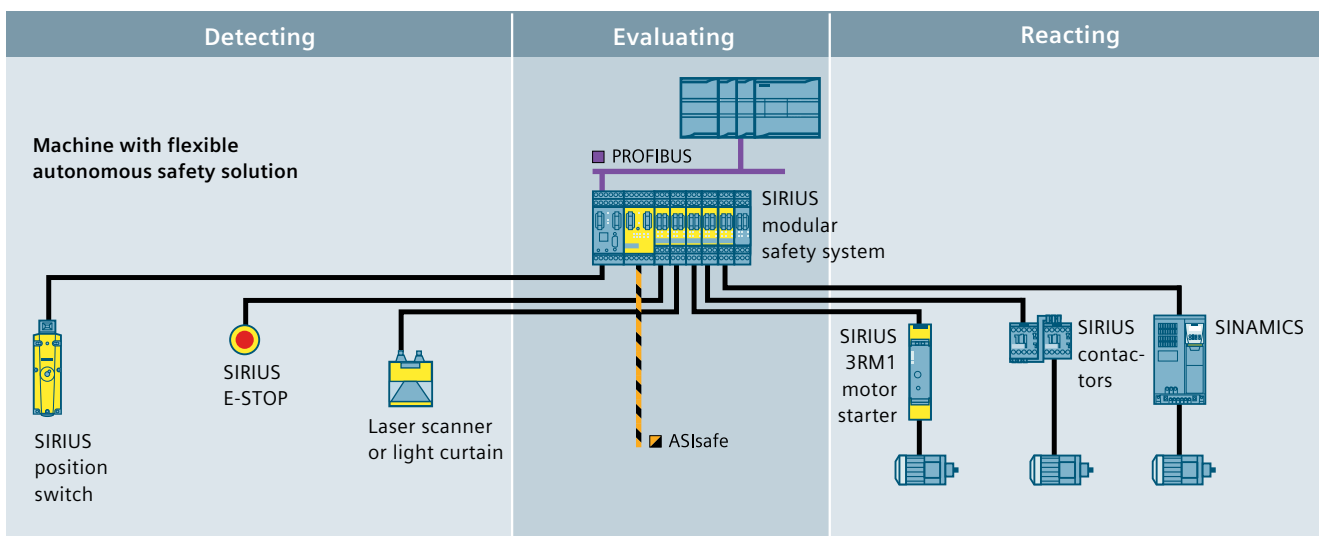 Detecting
Evaluating
Reacting
Machine with flexible
autonomous safety solution
PROFIBUS
SIRIUS
modular
safety system
SIRIUS
position
switch
SIRIUS
E-STOP
Laser scanner
or light curtain
ASIsafe
SIRIUS
3RM1
motor
starter
SIRIUS
contac-
tors
SINAMICS